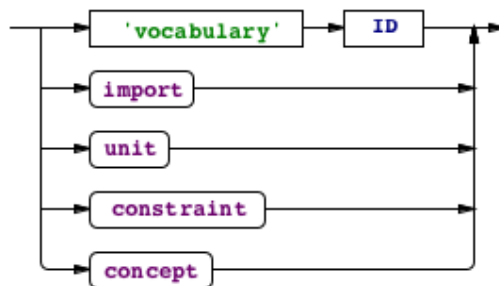 'vocabulary' ID
import
unit
constraint
concept